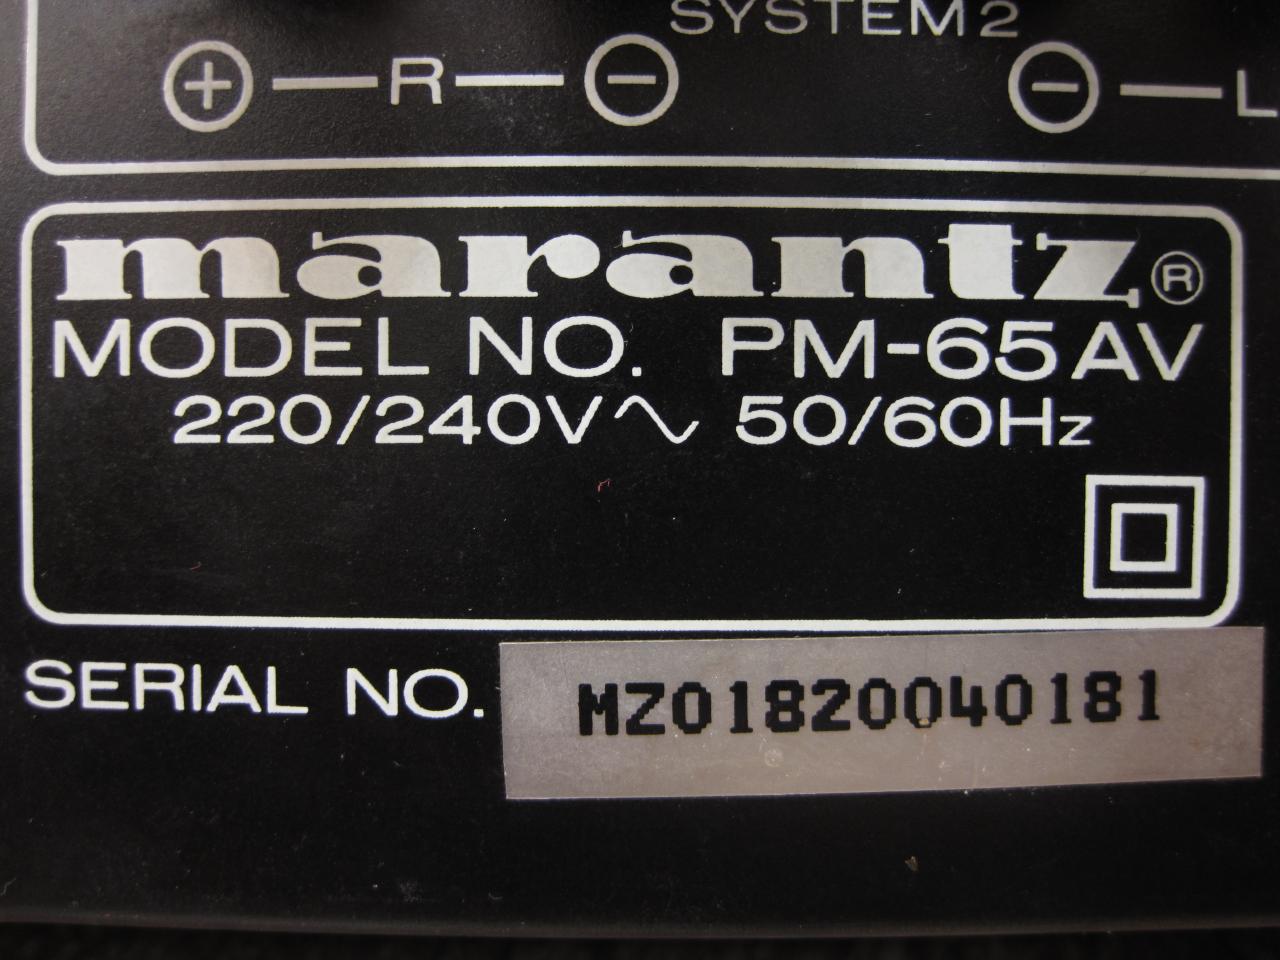 SYSTEM 2
+ R − − L
marantz®
MODEL NO. PM-65AV
220/240V~ 50/60Hz
SERIAL NO. MZ01820040181